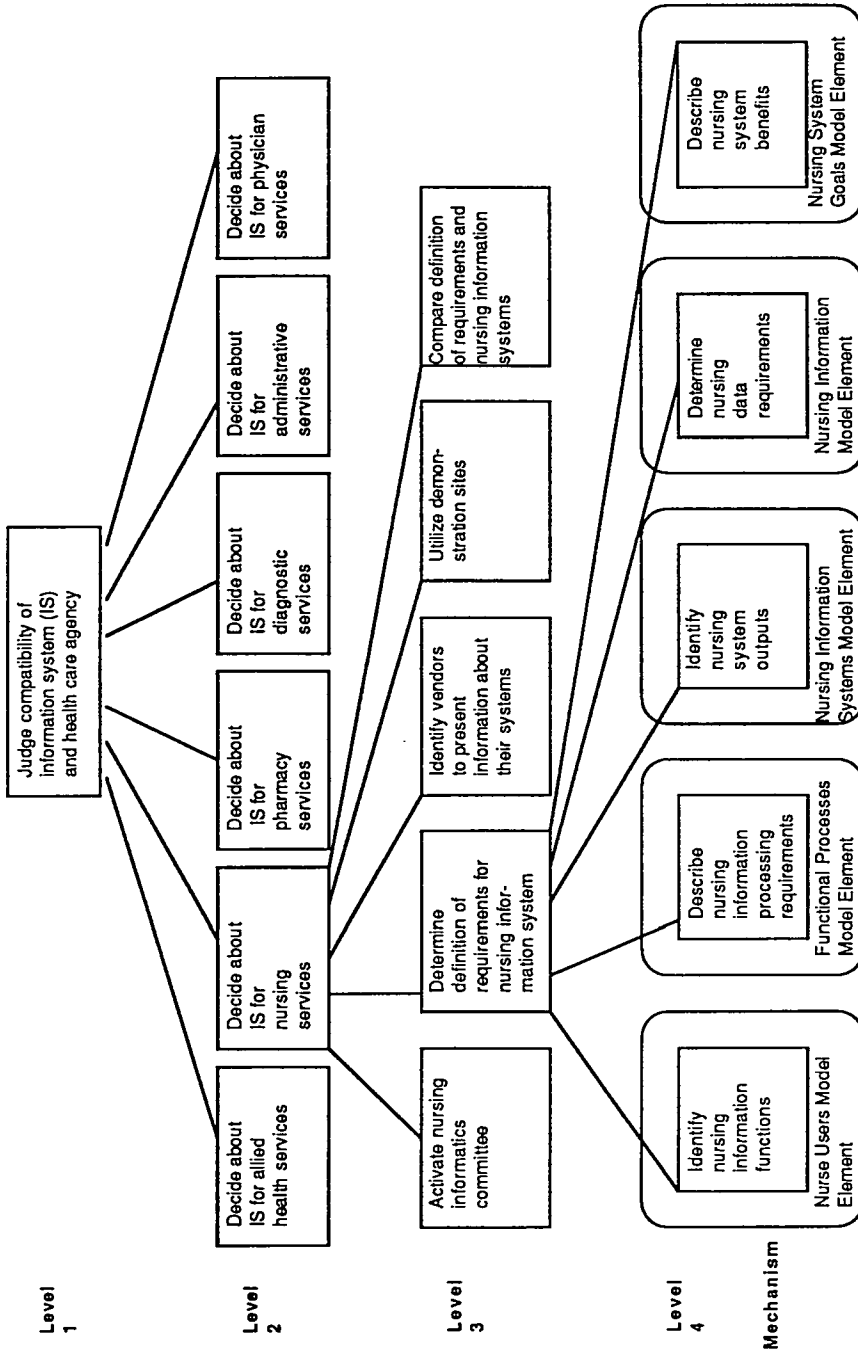 Level
1
Judge compatibility of
information system (IS)
and health care agency
Level
2
Decide about
IS for allied
health services
Decide about
IS for
nursing
services
Decide about
IS for
pharmacy
services
Decide about
IS for
diagnostic
services
Decide about
IS for
administrative
services
Decide about
IS for physician
services
Level
3
Activate nursing
informatics
committee
Determine
definition of
requirements for
nursing infor-
mation system
Identify vendors
to present
information about
their systems
Utilize demon-
stration sites
Compare definition
of requirements and
nursing information
systems
Level
4
Identify
nursing
information
functions
Describe
nursing
information
processing
requirements
Identify
nursing
system
outputs
Determine
nursing
data
requirements
Describe
nursing
system
benefits
Mechanism
Nurse Users Model
Element
Functional Processes
Model Element
Nursing Information
Systems Model Element
Nursing Information
Model Element
Nursing System
Goals Model Element